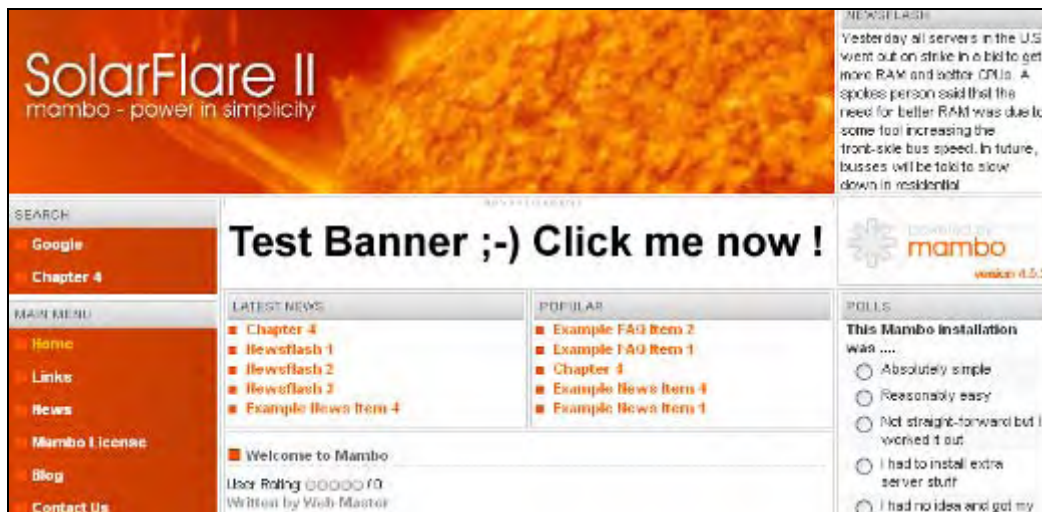 SolarFlare II
mambo - power in simplicity
NEWSFLASH
Yesterday all servers in the U.S
went out on strike in a bid to get
more RAM and better CPUs. A
spokes person said that the
need for better RAM was due to
some fool increasing the
front-side bus speed. In future,
busses will be told to slow
down in residential
SEARCH
Google
Chapter 4
ADVERTISEMENT
Test Banner ;-) Click me now !
powered by
mambo
version 4.5.
MAIN MENU
Home
Links
News
Mambo License
Blog
Contact Us
LATEST NEWS
Chapter 4
Newsflash 1
Newsflash 2
Newsflash 3
Example News Item 4
POPULAR
Example FAQ Item 2
Example FAQ Item 1
Chapter 4
Example News Item 4
Example News Item 1
Welcome to Mambo
User Rating: / 0
Written by Web Master
POLLS
This Mambo installation
was ....
Absolutely simple
Reasonably easy
Not straight-forward but I
worked it out
I had to install extra
server stuff
I had no idea and got my